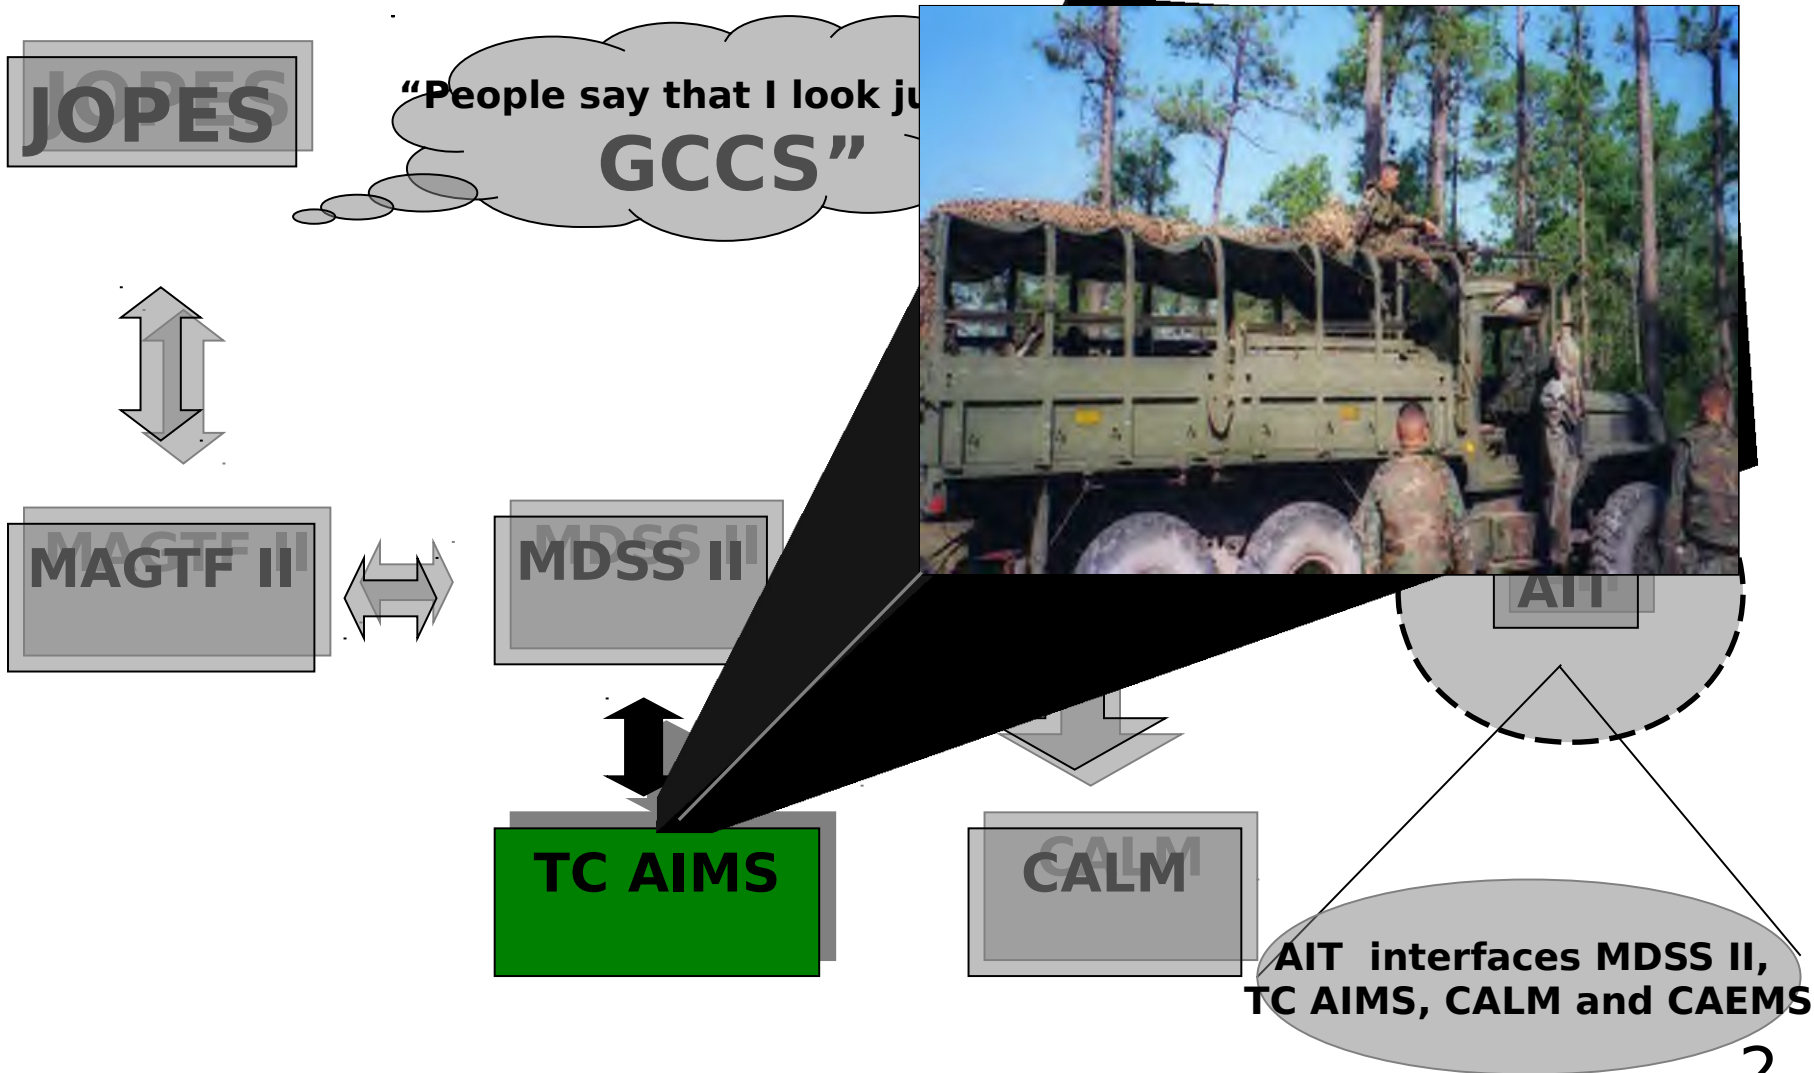 JOPES
“People say that I look ju
GCCS”
MAGTF II
MDSS II
AIT
TC AIMS
CALM
AIT  interfaces MDSS II,
TC AIMS, CALM and CAEMS
2